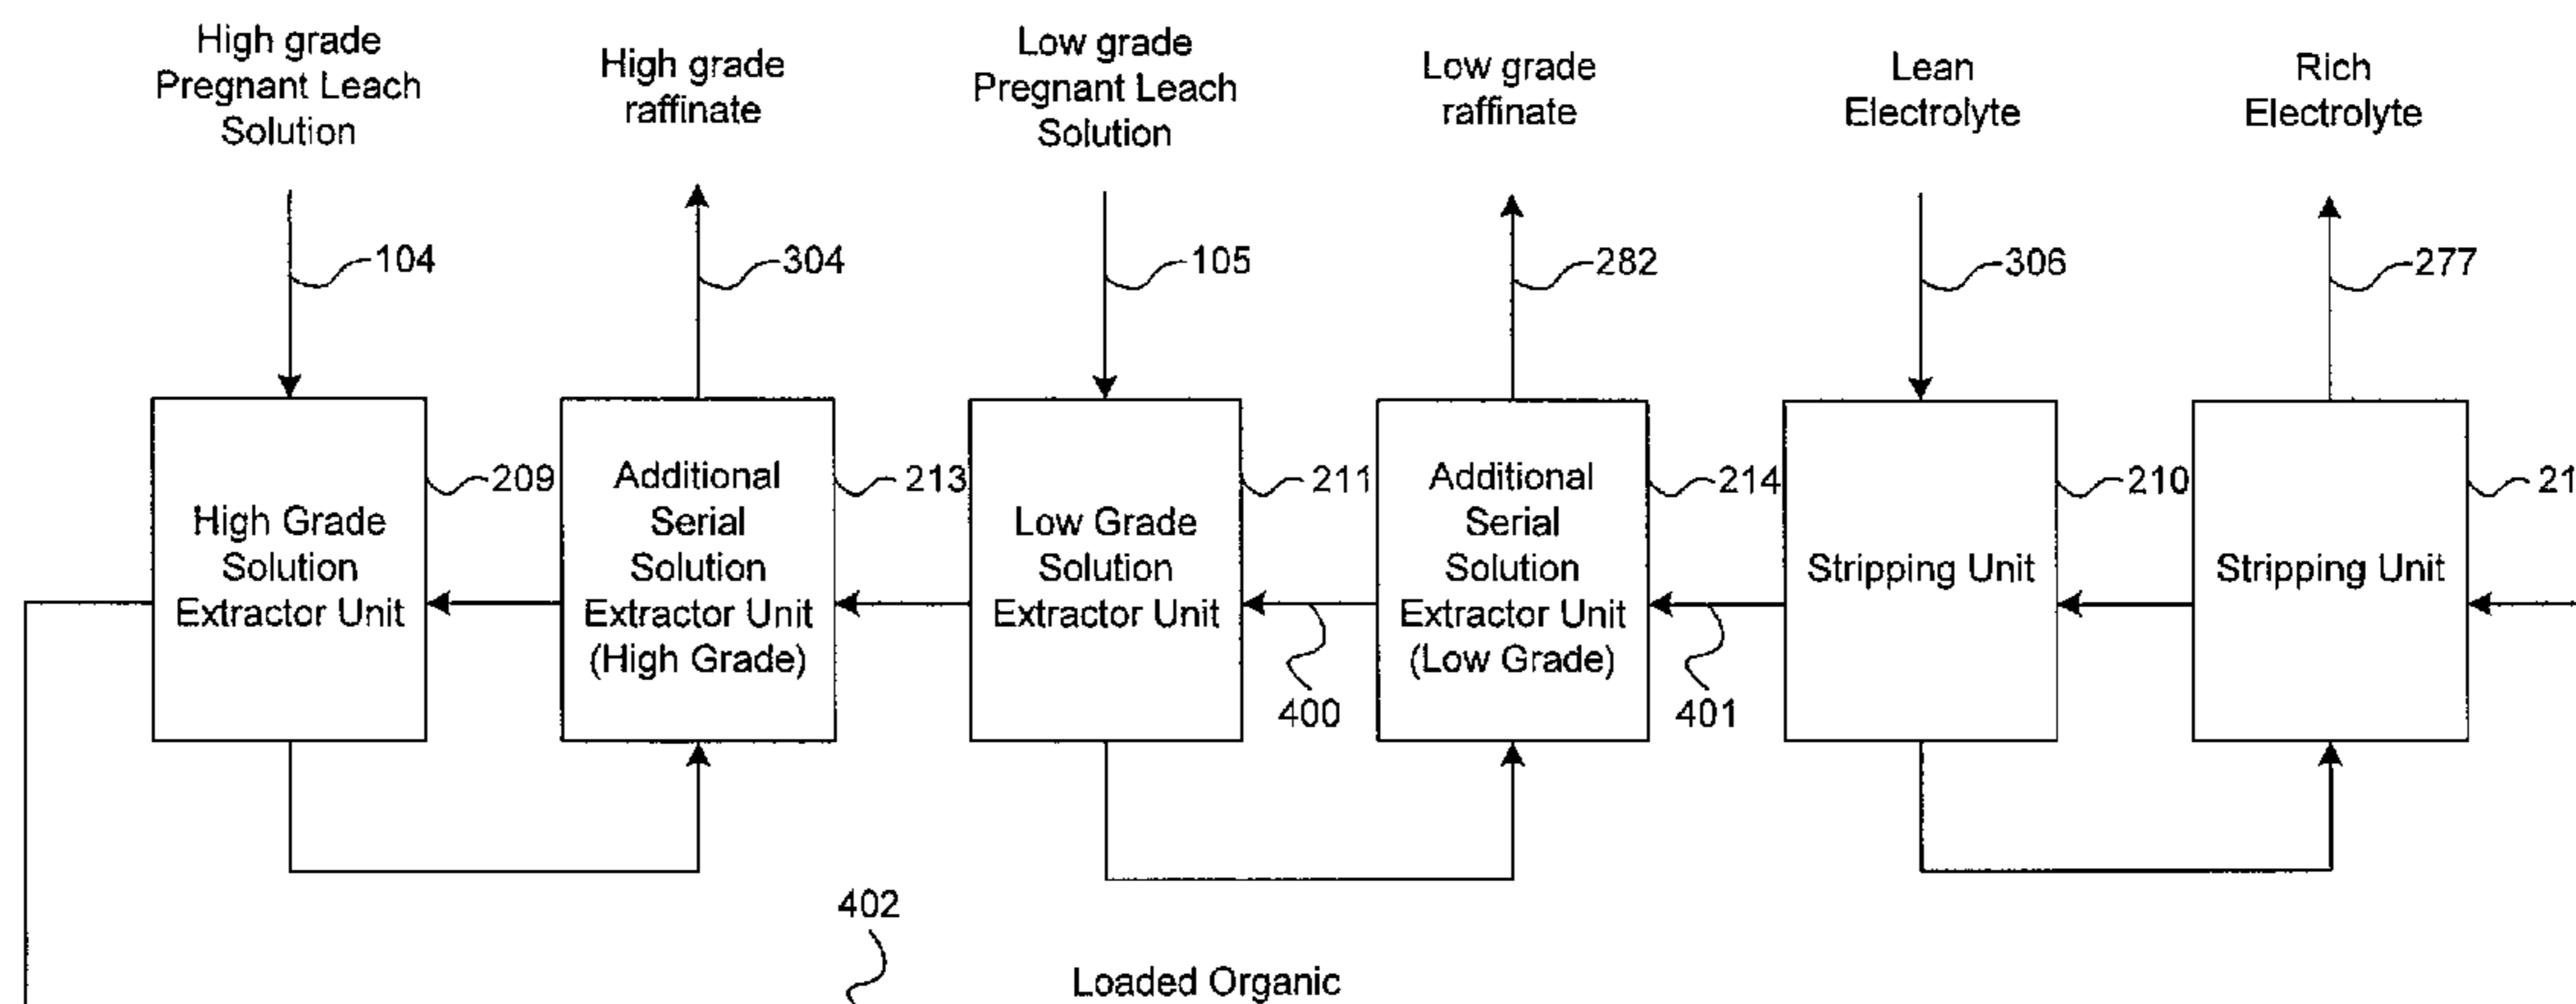 High grade
Pregnant Leach
Solution
High grade
raffinate
Low grade
Pregnant Leach
Solution
Low grade
raffinate
Lean
Electrolyte
Rich
Electrolyte
104
304
105
282
306
277
High Grade
Solution
Extractor Unit
209
Additional
Serial
Solution
Extractor Unit
(High Grade)
213
Low Grade
Solution
Extractor Unit
211
Additional
Serial
Solution
Extractor Unit
(Low Grade)
214
Stripping Unit
210
Stripping Unit
400
401
402
Loaded Organic